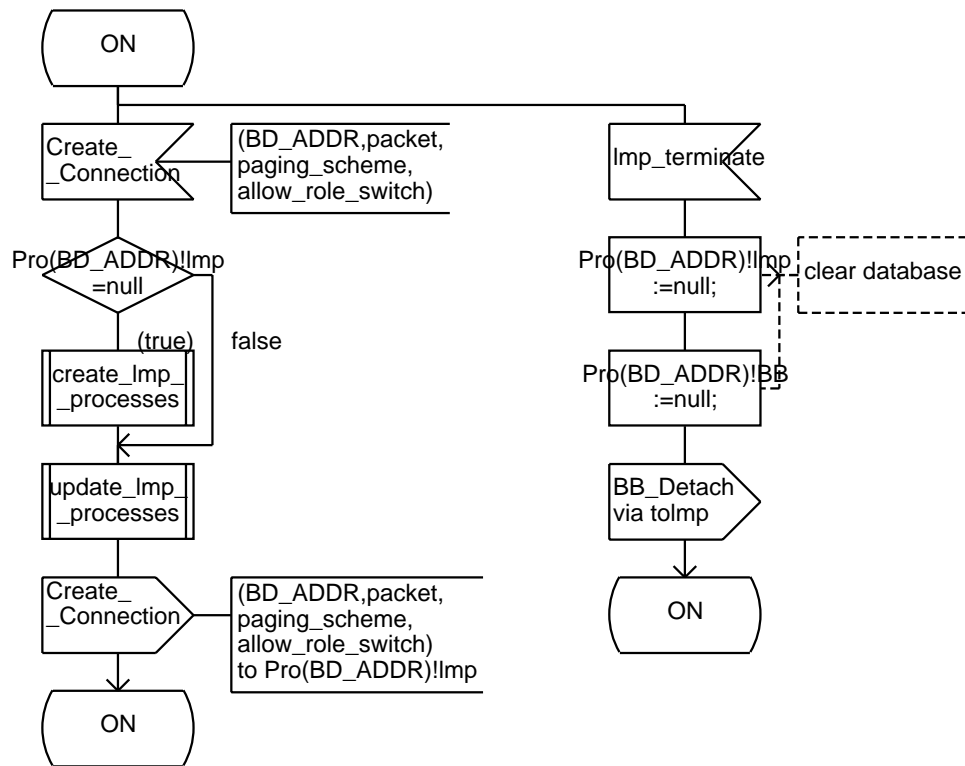 ON
Create_
_Connection
(BD_ADDR,packet,
paging_scheme,
allow_role_switch)
Pro(BD_ADDR)!lmp
=null
(true)
false
create_lmp_
_processes
update_lmp_
_processes
Create_
_Connection
(BD_ADDR,packet,
paging_scheme,
allow_role_switch)
to Pro(BD_ADDR)!lmp
ON
lmp_terminate
Pro(BD_ADDR)!lmp
:=null;
clear database
Pro(BD_ADDR)!BB
:=null;
BB_Detach
via tolmp
ON